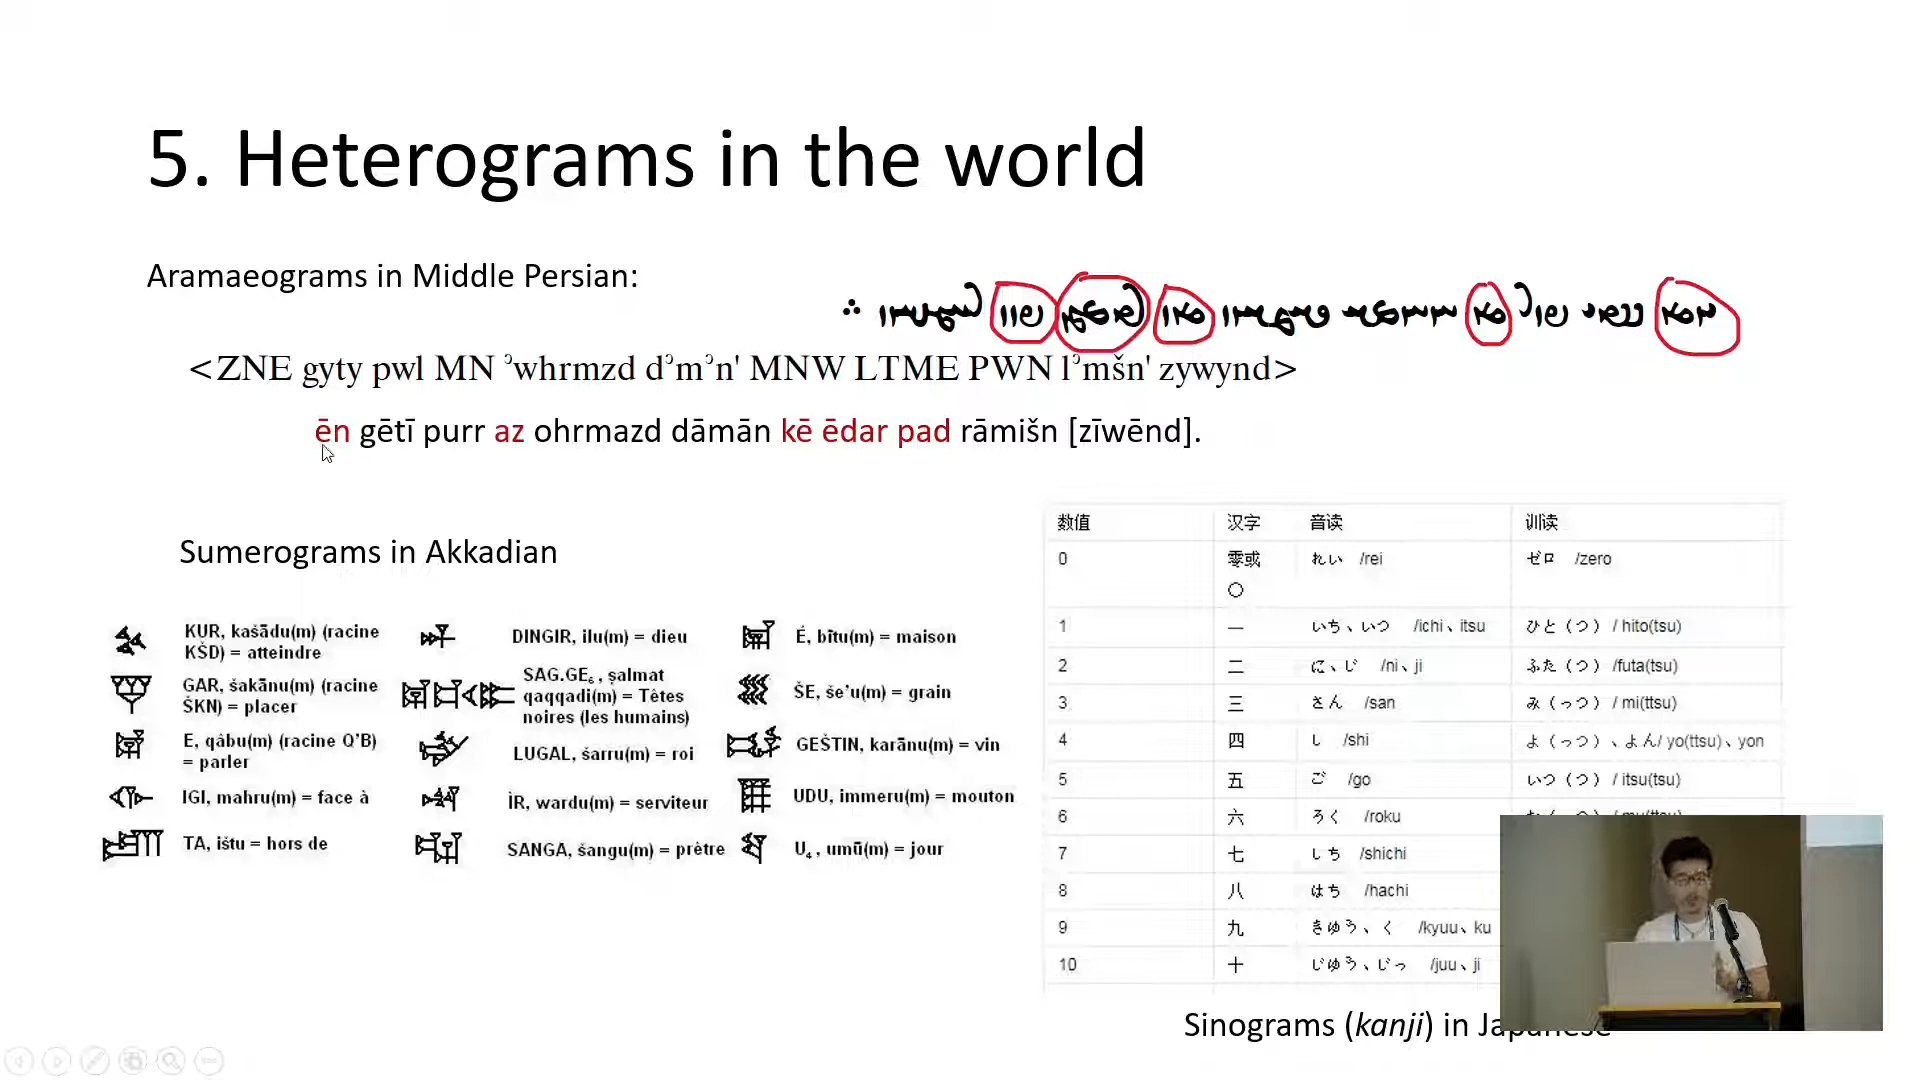 5. Heterograms in the world
Aramaeograms in Middle Persian:
<ZNE gyty pwl MN ʾwhrmzd dʾmʾn' MNW LTME PWN lʾmšn' zywynd>
ēn gētī purr az ohrmazd dāmān kē ēdar pad rāmišn [zīwēnd].
Sumerograms in Akkadian
KUR, kašādu(m) (racine
KŠD) = atteindre
GAR, šakānu(m) (racine
ŠKN) = placer
E, qâbu(m) (racine Q'B)
= parler
IGI, mahru(m) = face à
TA, ištu = hors de
DINGIR, ilu(m) = dieu
SAG.GE₆, ṣalmat
qaqqadi(m) = Têtes
noires (les humains)
LUGAL, šarru(m) = roi
ÌR, wardu(m) = serviteur
SANGA, šangu(m) = prêtre
É, bītu(m) = maison
ŠE, še'u(m) = grain
GEŠTIN, karānu(m) = vin
UDU, immeru(m) = mouton
U₄, umū(m) = jour
数值 汉字 音读 训读
0 零或 れい /rei ゼロ /zero
〇
1 一 いち、いつ /ichi、itsu ひと（つ） / hito(tsu)
2 二 に、じ /ni、ji ふた（つ） /futa(tsu)
3 三 さん /san み（っつ） / mi(ttsu)
4 四 し /shi よ（っつ）、よん/ yo(ttsu)、yon
5 五 ご /go いつ（つ） / itsu(tsu)
6 六 ろく /roku
7 七 しち /shichi
8 八 はち /hachi
9 九 きゅう、く /kyuu、ku
10 十 じゅう、じっ /juu、ji
Sinograms (kanji) in Japanese